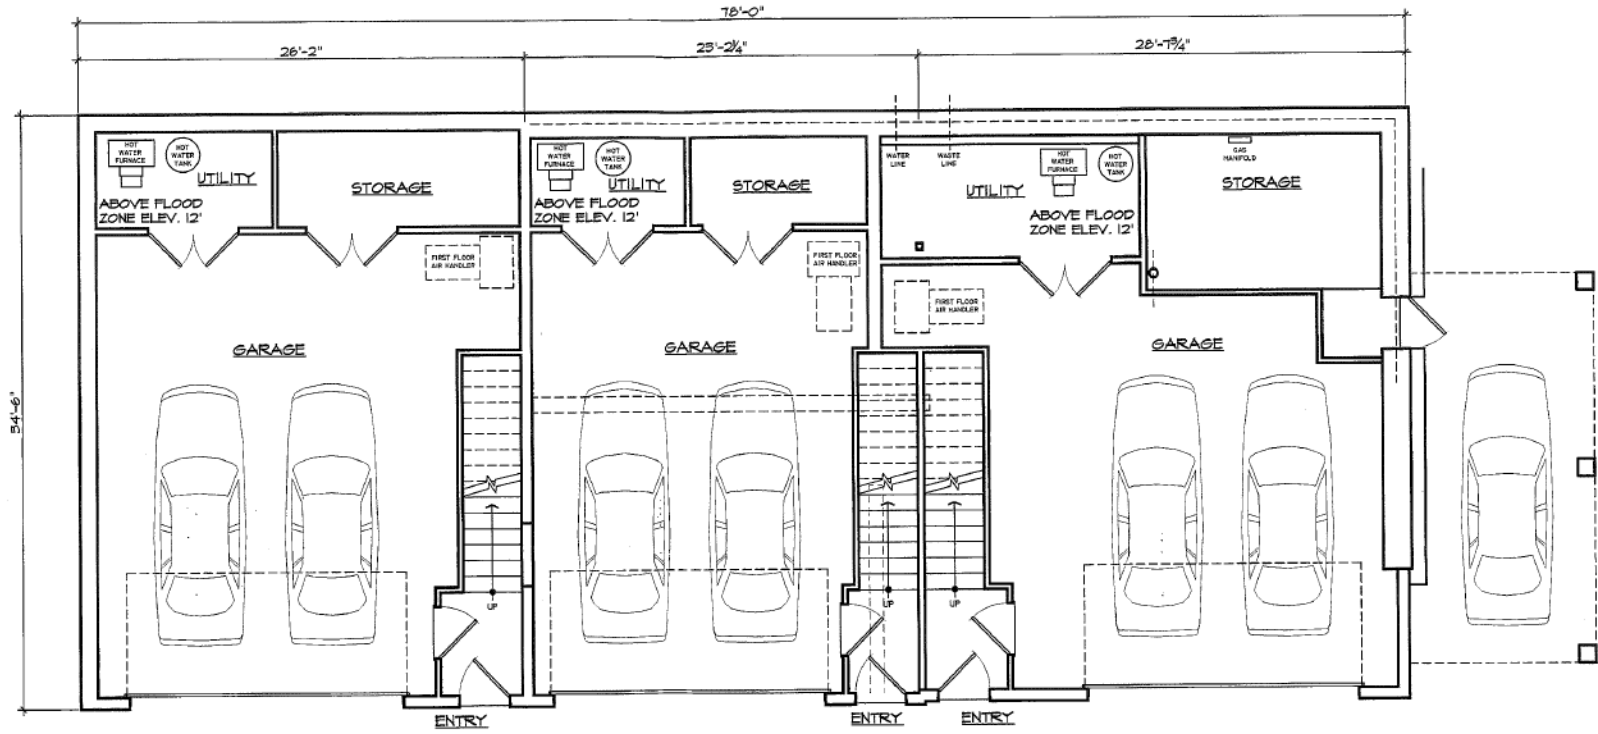 78'-0"
26'-2"
23'-2¼"
28'-7¾"
34'-6"
HOT
WATER
FURNACE
HOT
WATER
TANK
UTILITY
ABOVE FLOOD
ZONE ELEV. 12'
STORAGE
HOT
WATER
FURNACE
HOT
WATER
TANK
UTILITY
ABOVE FLOOD
ZONE ELEV. 12'
STORAGE
WATER
LINE
WASTE
LINE
HOT
WATER
FURNACE
HOT
WATER
TANK
UTILITY
ABOVE FLOOD
ZONE ELEV. 12'
GAS
MANIFOLD
STORAGE
FIRST FLOOR
AIR HANDLER
FIRST FLOOR
AIR HANDLER
FIRST FLOOR
AIR HANDLER
GARAGE
GARAGE
GARAGE
UP
UP
UP
ENTRY
ENTRY
ENTRY